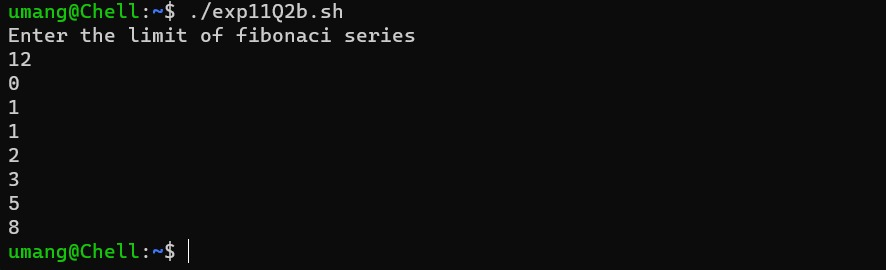 umang@Chell:~$ ./exp11Q2b.sh
Enter the limit of fibonaci series
12
0
1
1
2
3
5
8
umang@Chell:~$